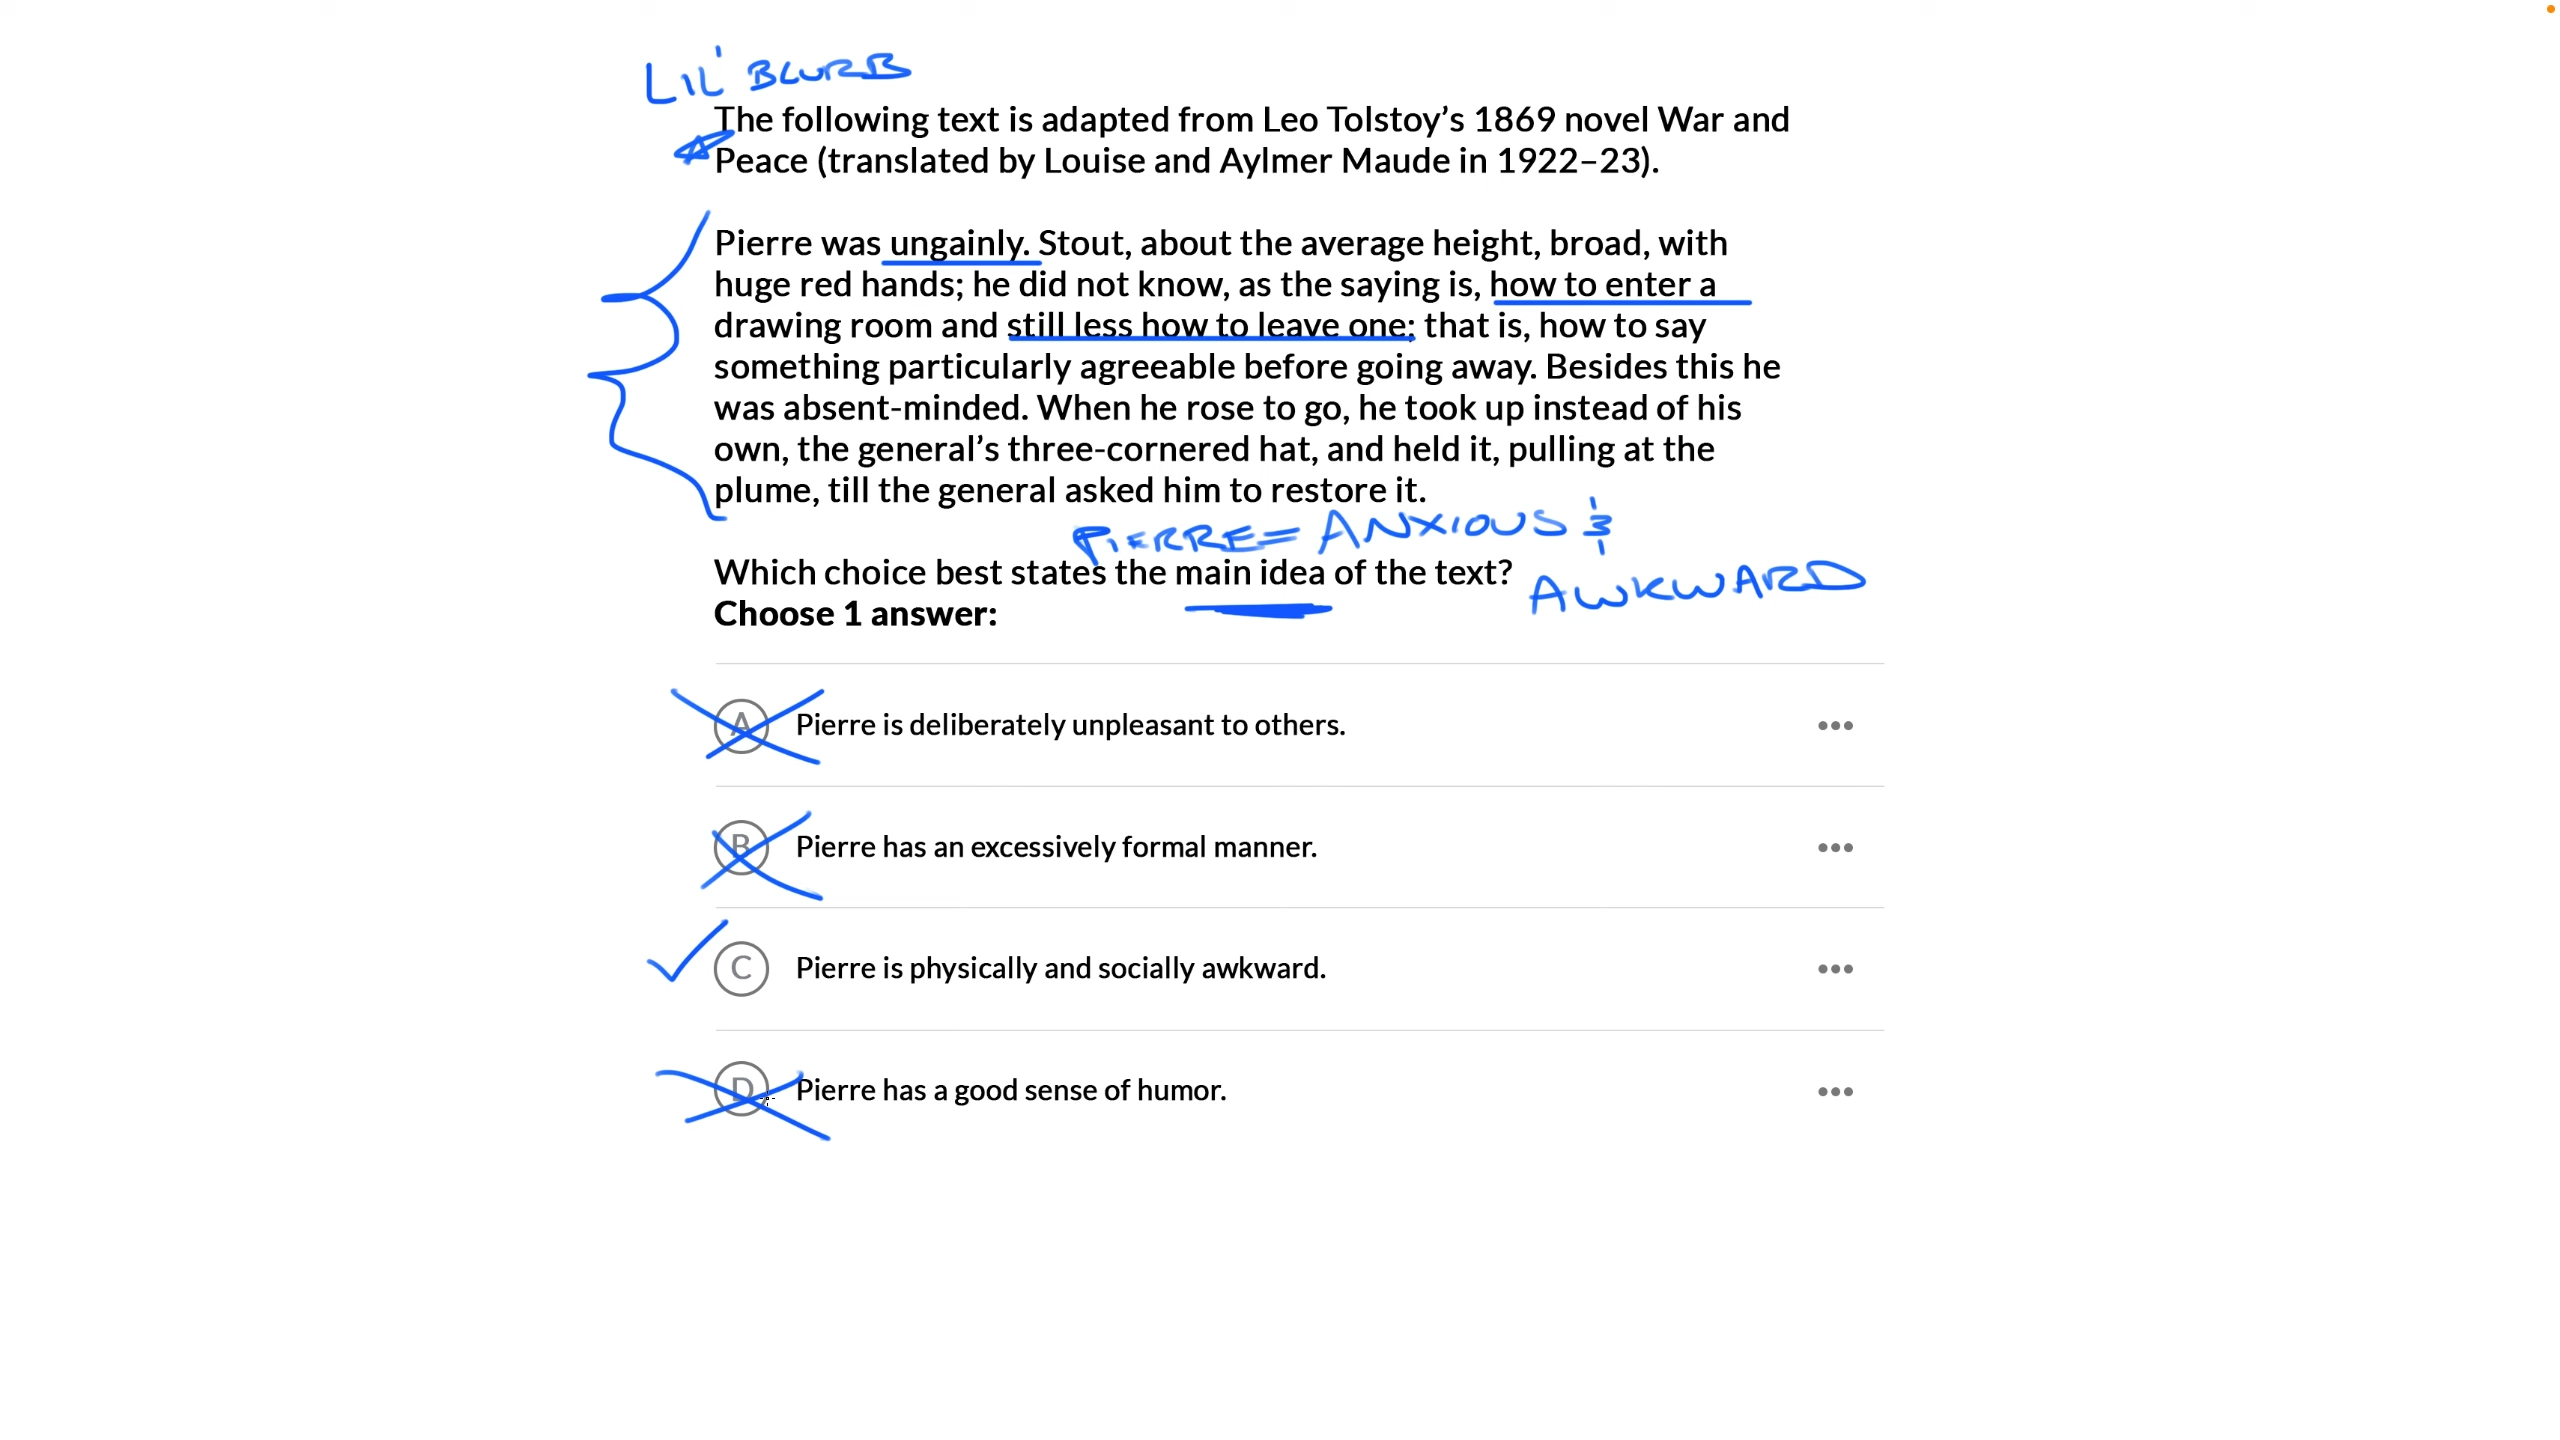 LIL' BLURB
The following text is adapted from Leo Tolstoy's 1869 novel War and
Peace (translated by Louise and Aylmer Maude in 1922–23).
Pierre was ungainly. Stout, about the average height, broad, with
huge red hands; he did not know, as the saying is, how to enter a
drawing room and still less how to leave one; that is, how to say
something particularly agreeable before going away. Besides this he
was absent-minded. When he rose to go, he took up instead of his
own, the general's three-cornered hat, and held it, pulling at the
plume, till the general asked him to restore it.
PIERRE = ANXIOUS &
AWKWARD
Which choice best states the main idea of the text?
Choose 1 answer:
A Pierre is deliberately unpleasant to others.
B Pierre has an excessively formal manner.
C Pierre is physically and socially awkward.
D Pierre has a good sense of humor.